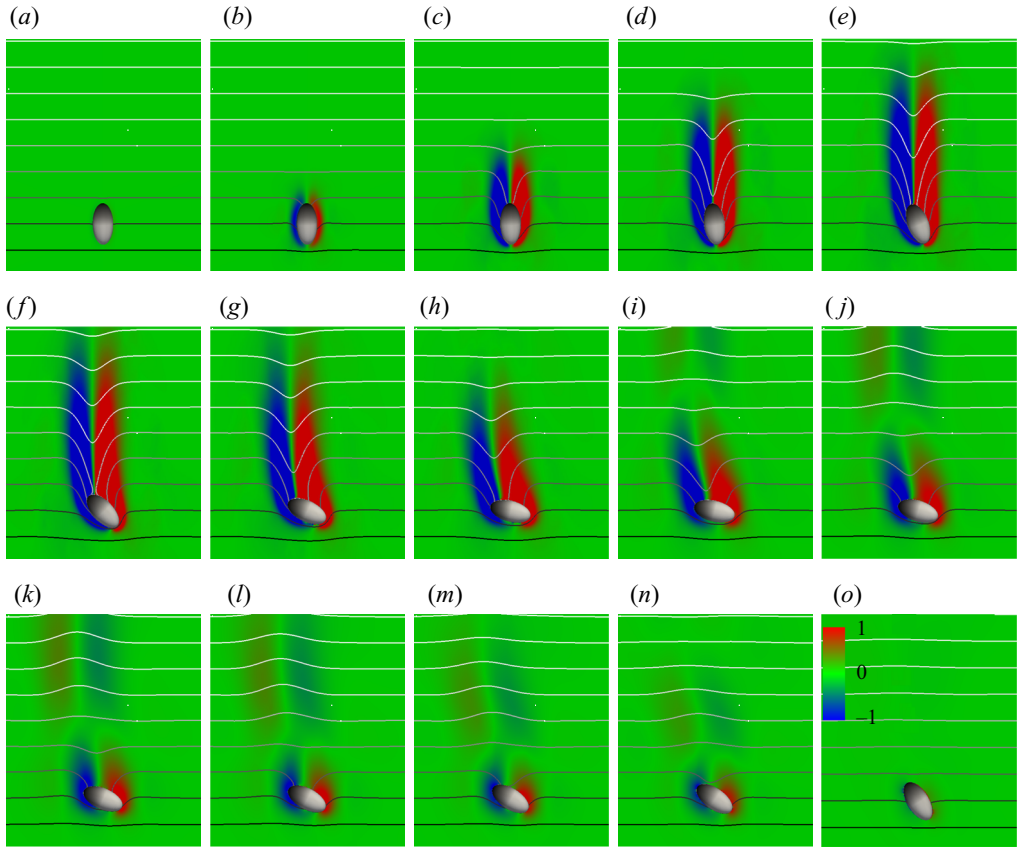 (a) (b) (c) (d) (e)
(f) (g) (h) (i) (j)
(k) (l) (m) (n) (o)
1
0
–1